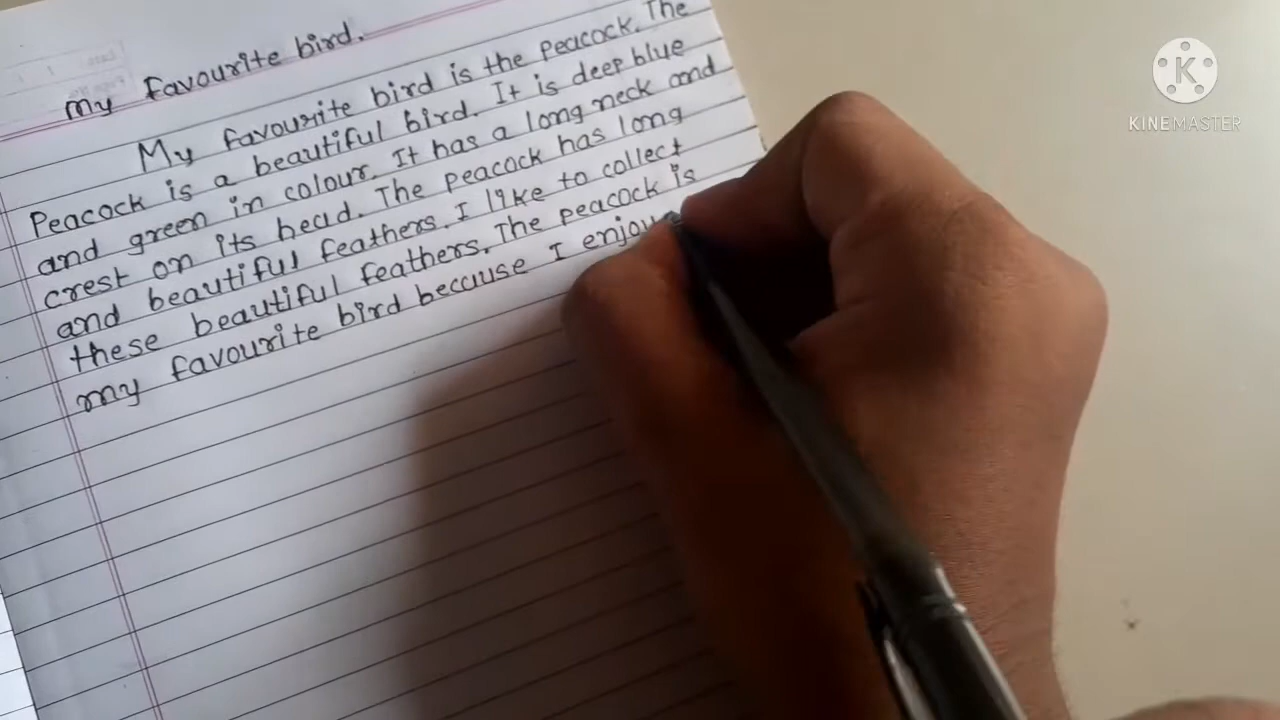 My favourite bird.
My favourite bird is the peacock. The
Peacock is a beautiful bird. It is deep blue
and green in colour. It has a long neck and
crest on its head. The peacock has long
and beautiful feathers. I like to collect
these beautiful feathers. The peacock is
my favourite bird because I enjoy
KINEMASTER